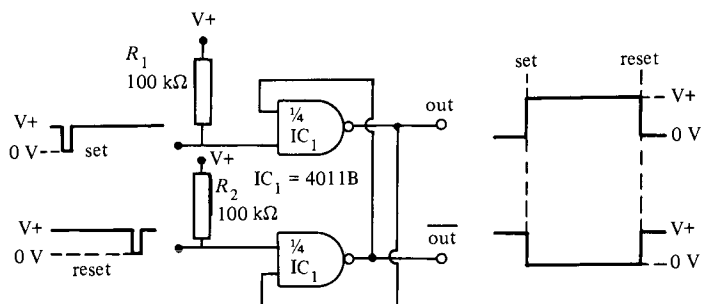 V+
R1
100 kΩ
V+
0 V
set
¼
IC1
out
V+
IC1 = 4011B
R2
100 kΩ
V+
0 V
reset
¼
IC1
out
set
reset
V+
0 V
V+
0 V